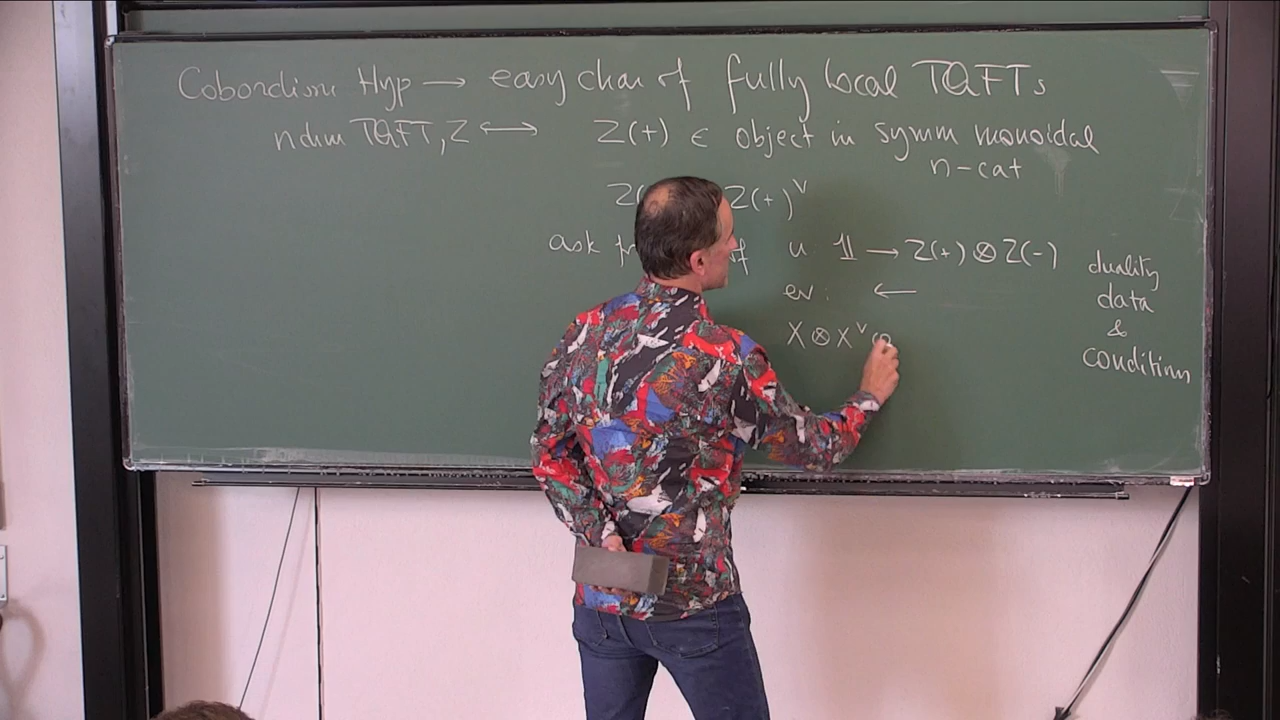 Cobordism Hyp → easy char of fully local TQFTs
n dim TQFT, Z ⟷ Z(+) ∈ object in symm monoidal
n-cat
Z( Z(+)^∨
ask u 𝟙 → Z(+) ⊗ Z(-)
ev: ←
X ⊗ X^∨ ⊗
duality
data
&
condition